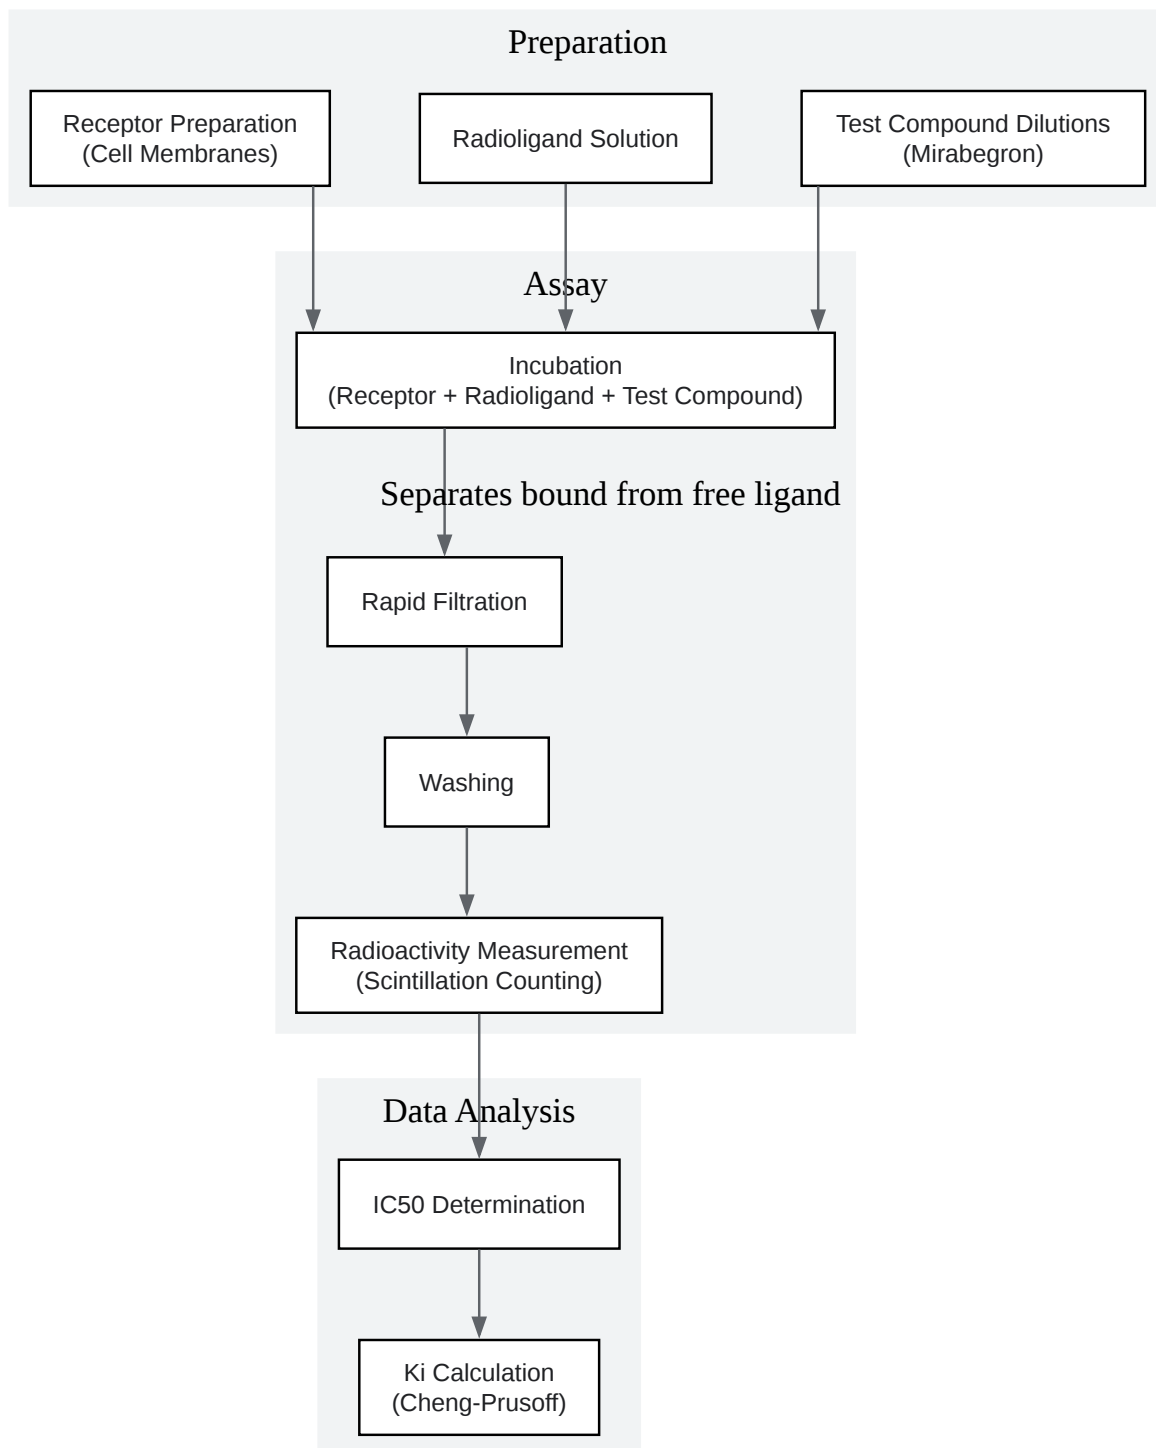 Preparation
Receptor Preparation
(Cell Membranes)
Radioligand Solution
Test Compound Dilutions
(Mirabegron)
Assay
Incubation
(Receptor + Radioligand + Test Compound)
Separates bound from free ligand
Rapid Filtration
Washing
Radioactivity Measurement
(Scintillation Counting)
Data Analysis
IC50 Determination
Ki Calculation
(Cheng-Prusoff)